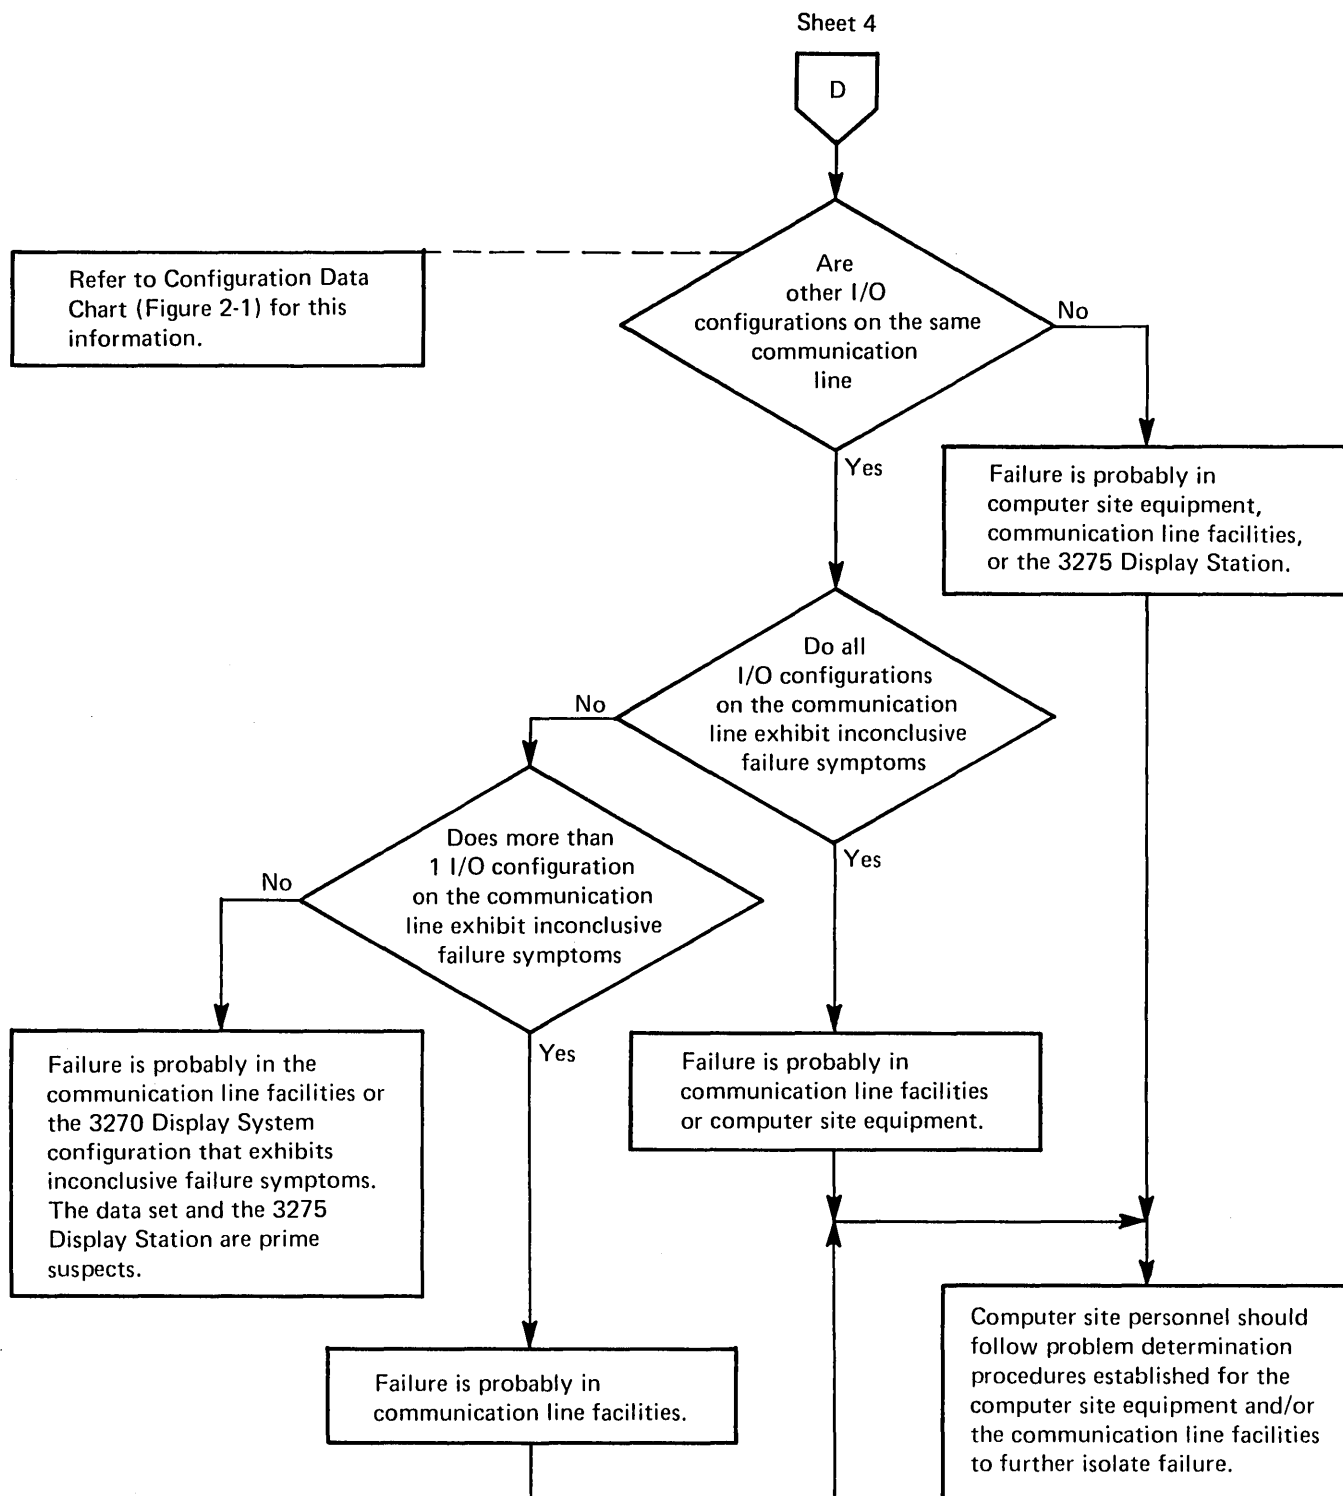 Sheet 4
D
Refer to Configuration Data
Chart (Figure 2-1) for this
information.
Are
other I/O
configurations on the same
communication
line
No
Yes
Failure is probably in
computer site equipment,
communication line facilities,
or the 3275 Display Station.
Do all
I/O configurations
on the communication
line exhibit inconclusive
failure symptoms
No
Yes
Does more than
1 I/O configuration
on the communication
line exhibit inconclusive
failure symptoms
No
Yes
Failure is probably in the
communication line facilities or
the 3270 Display System
configuration that exhibits
inconclusive failure symptoms.
The data set and the 3275
Display Station are prime
suspects.
Failure is probably in
communication line facilities
or computer site equipment.
Failure is probably in
communication line facilities.
Computer site personnel should
follow problem determination
procedures established for the
computer site equipment and/or
the communication line facilities
to further isolate failure.